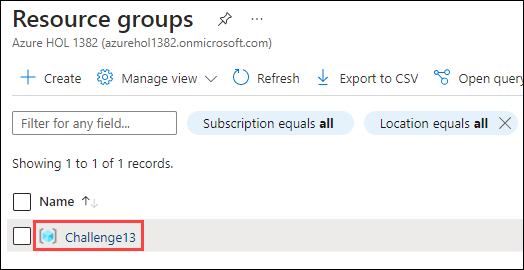 Resource groups
Azure HOL 1382 (azurehol1382.onmicrosoft.com)
Create Manage view Refresh Export to CSV Open query
Filter for any field... Subscription equals all Location equals all
Showing 1 to 1 of 1 records.
Name
Challenge13